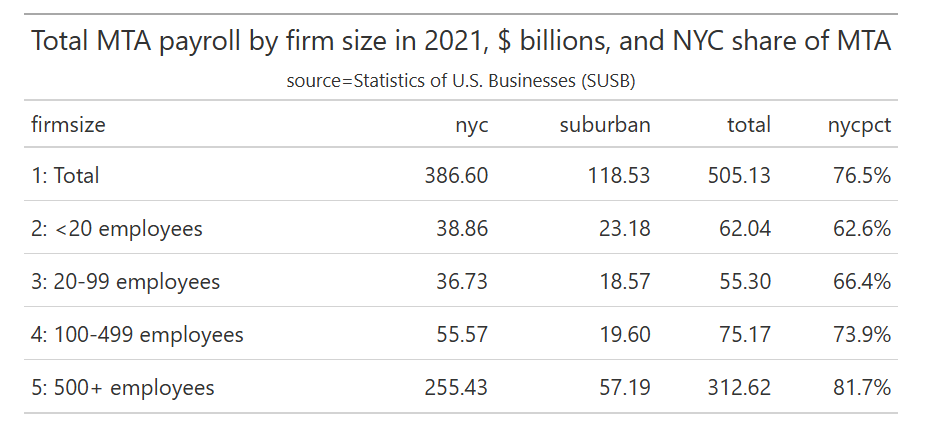 Total MTA payroll by firm size in 2021, $ billions, and NYC share of MTA
source=Statistics of U.S. Businesses (SUSB)
firmsize nyc suburban total nycpct
1: Total 386.60 118.53 505.13 76.5%
2: <20 employees 38.86 23.18 62.04 62.6%
3: 20-99 employees 36.73 18.57 55.30 66.4%
4: 100-499 employees 55.57 19.60 75.17 73.9%
5: 500+ employees 255.43 57.19 312.62 81.7%